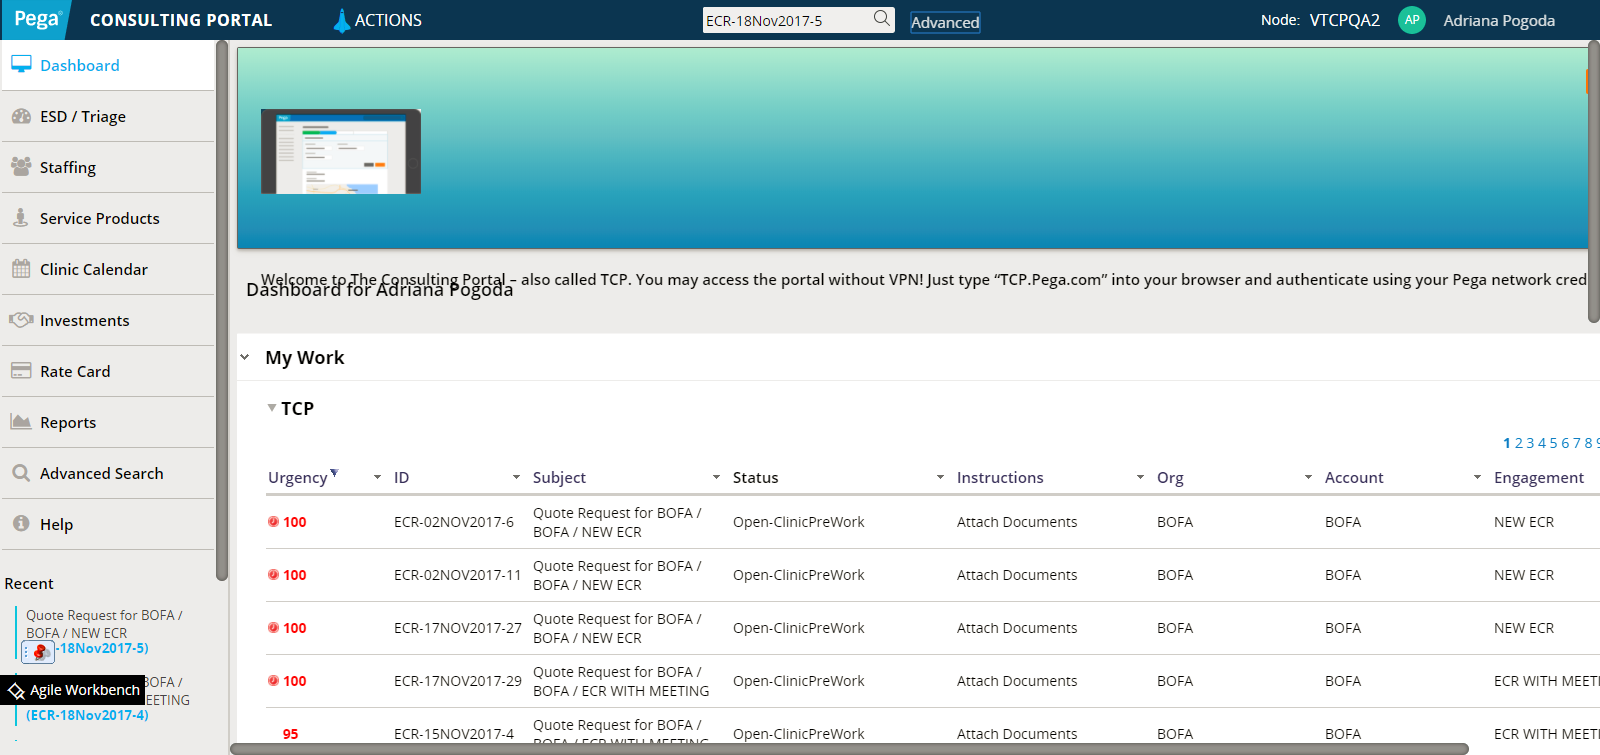 Pega CONSULTING PORTAL ACTIONS ECR-18Nov2017-5 Advanced Node: VTCPQA2 AP Adriana Pogoda
Dashboard
ESD / Triage
Staffing
Service Products
Clinic Calendar
Investments
Rate Card
Reports
Advanced Search
Help
Recent
Quote Request for BOFA /
BOFA / NEW ECR
-18Nov2017-5)
Agile Workbench
BOFA /
EETING
(ECR-18Nov2017-4)
Pega
Welcome to The Consulting Portal – also called TCP. You may access the portal without VPN! Just type “TCP.Pega.com” into your browser and authenticate using your Pega network cred
Dashboard for Adriana Pogoda
My Work
TCP
1 2 3 4 5 6 7 8 9
Urgency ID Subject Status Instructions Org Account Engagement
100 ECR-02NOV2017-6 Quote Request for BOFA / Open-ClinicPreWork Attach Documents BOFA BOFA NEW ECR
BOFA / NEW ECR
100 ECR-02NOV2017-11 Quote Request for BOFA / Open-ClinicPreWork Attach Documents BOFA BOFA NEW ECR
BOFA / NEW ECR
100 ECR-17NOV2017-27 Quote Request for BOFA / Open-ClinicPreWork Attach Documents BOFA BOFA NEW ECR
BOFA / NEW ECR
100 ECR-17NOV2017-29 Quote Request for BOFA / Open-ClinicPreWork Attach Documents BOFA BOFA ECR WITH MEETI
BOFA / ECR WITH MEETING
95 ECR-15NOV2017-4 Quote Request for BOFA / Open-ClinicPreWork Attach Documents BOFA BOFA ECR WITH MEETI
BOFA / ECR WITH MEETING